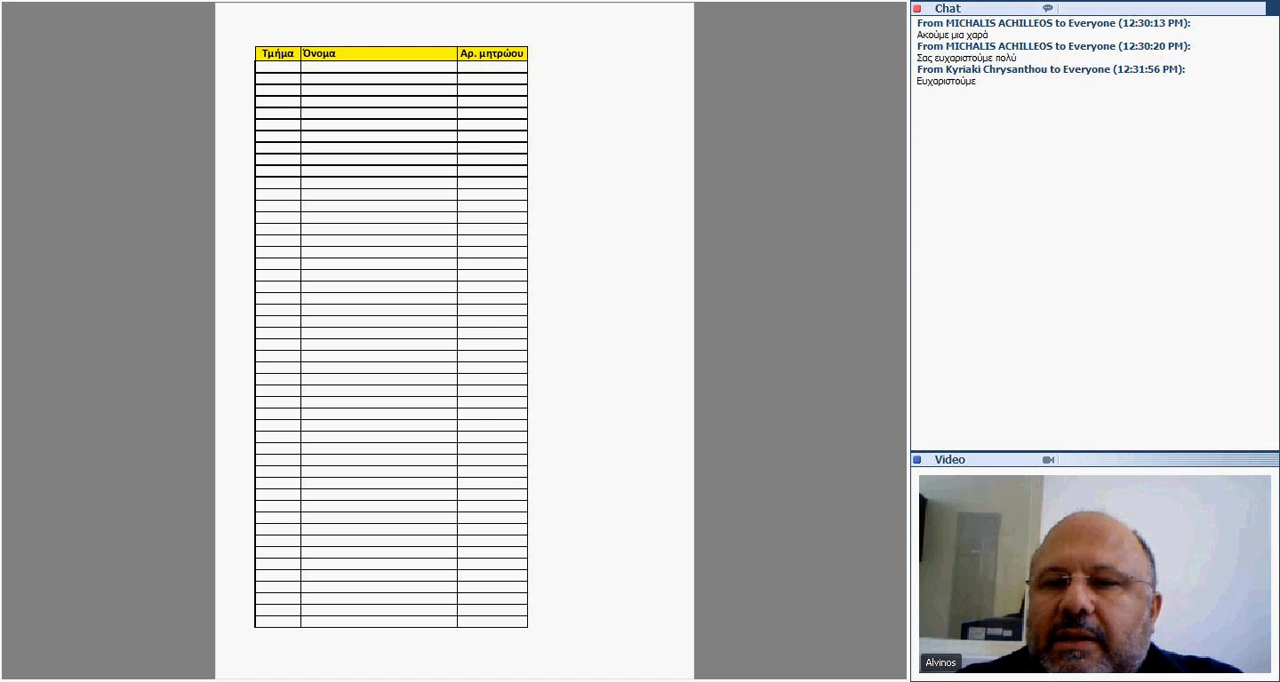 Τμήμα Όνομα Αρ. μητρώου
Chat
From MICHALIS ACHILLEOS to Everyone (12:30:13 PM):
Ακούμε μια χαρά
From MICHALIS ACHILLEOS to Everyone (12:30:20 PM):
Σας ευχαριστούμε πολύ
From Kyriaki Chrysanthou to Everyone (12:31:56 PM):
Ευχαριστούμε
Video
Alvinos